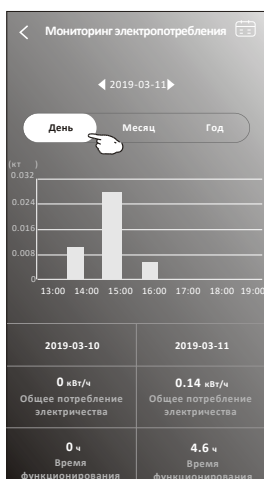 Мониторинг электропотребления
2019-03-11
День Месяц Год
(кт )
0.032
0.024
0.016
0.008
0
13:00 14:00 15:00 16:00 17:00 18:00 19:00
2019-03-10 2019-03-11
0 кВт/ч 0.14 кВт/ч
Общее потребление Общее потребление
электричества электричества
0 ч 4.6 ч
Время Время
функционирования функционирования